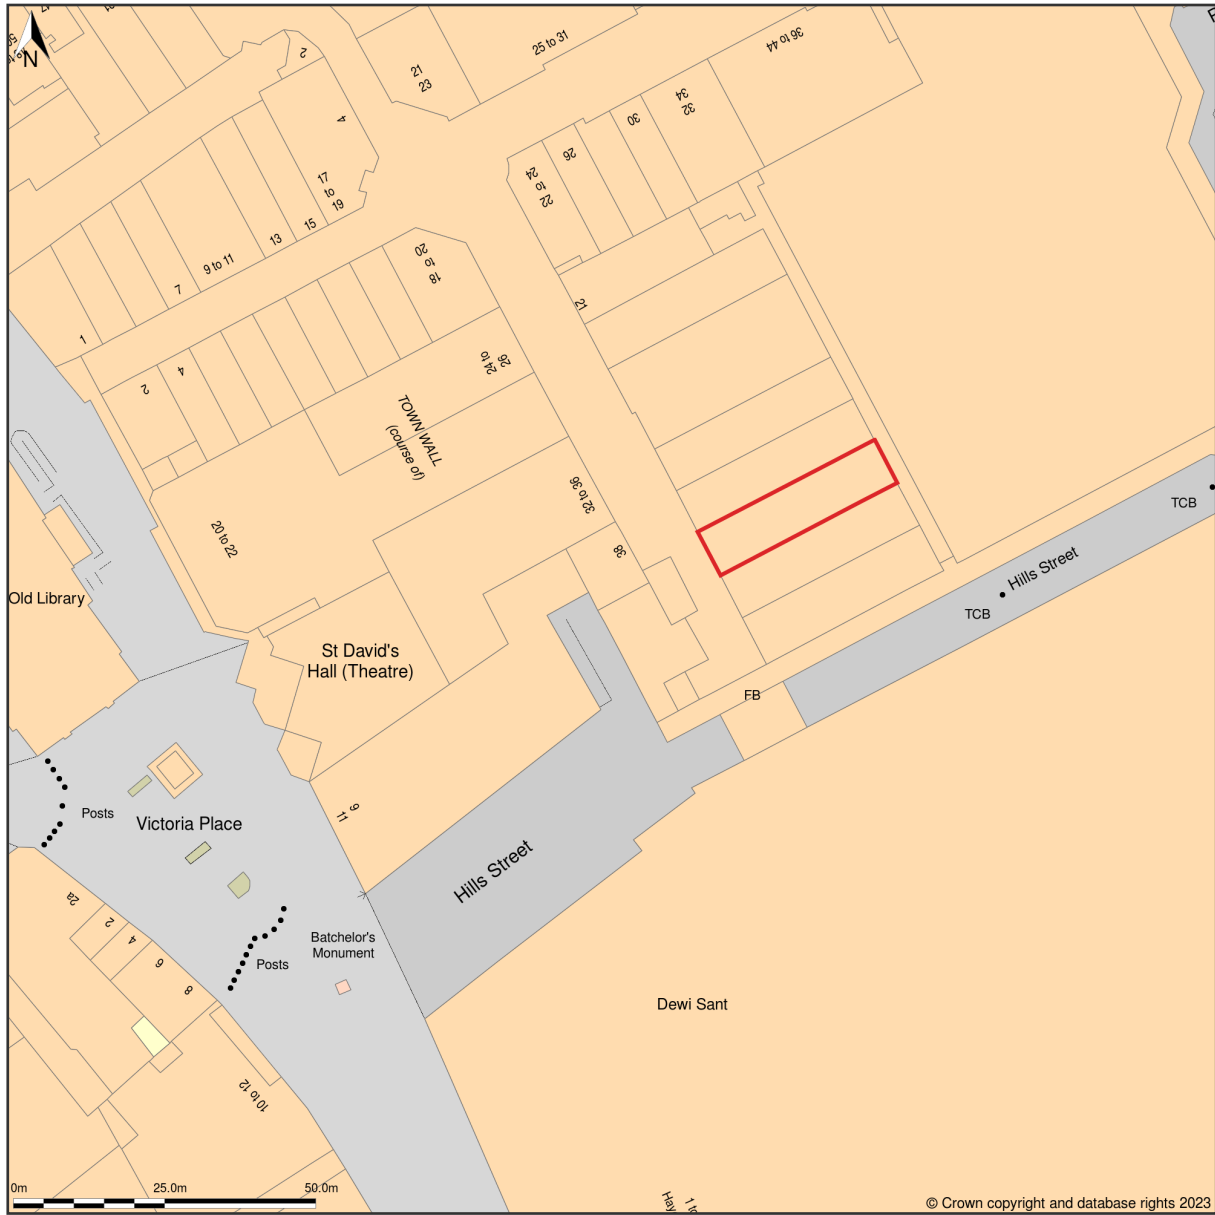 N
2
4
21
23
25 to 31
36 to 44
34
32
30
26
24
to
22
17
to
19
15
13
9 to 11
7
1
20
to
18
21
2
4
26
24 to
TOWN WALL
(course of)
32 to 36
20 to 22
38
Old Library
St David's
Hall (Theatre)
TCB
Hills Street
TCB
FB
Posts
Victoria Place
9
11
Hills Street
2a
2
4
6
8
Posts
Batchelor's
Monument
Dewi Sant
10 to 12
0m
25.0m
50.0m
Hay
1 to
© Crown copyright and database rights 2023